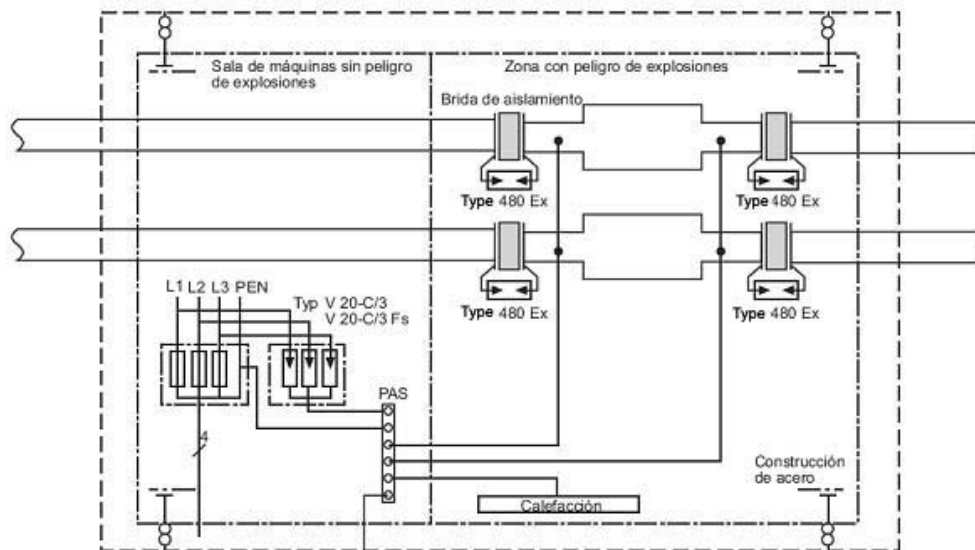 Sala de máquinas sin peligro
de explosiones
Zona con peligro de explosiones
Brida de aislamiento
Type 480 Ex
Type 480 Ex
Type 480 Ex
Type 480 Ex
L1 L2 L3 PEN
Typ V 20-C/3
V 20-C/3 Fs
PAS
4
Construcción
de acero
Calefacción